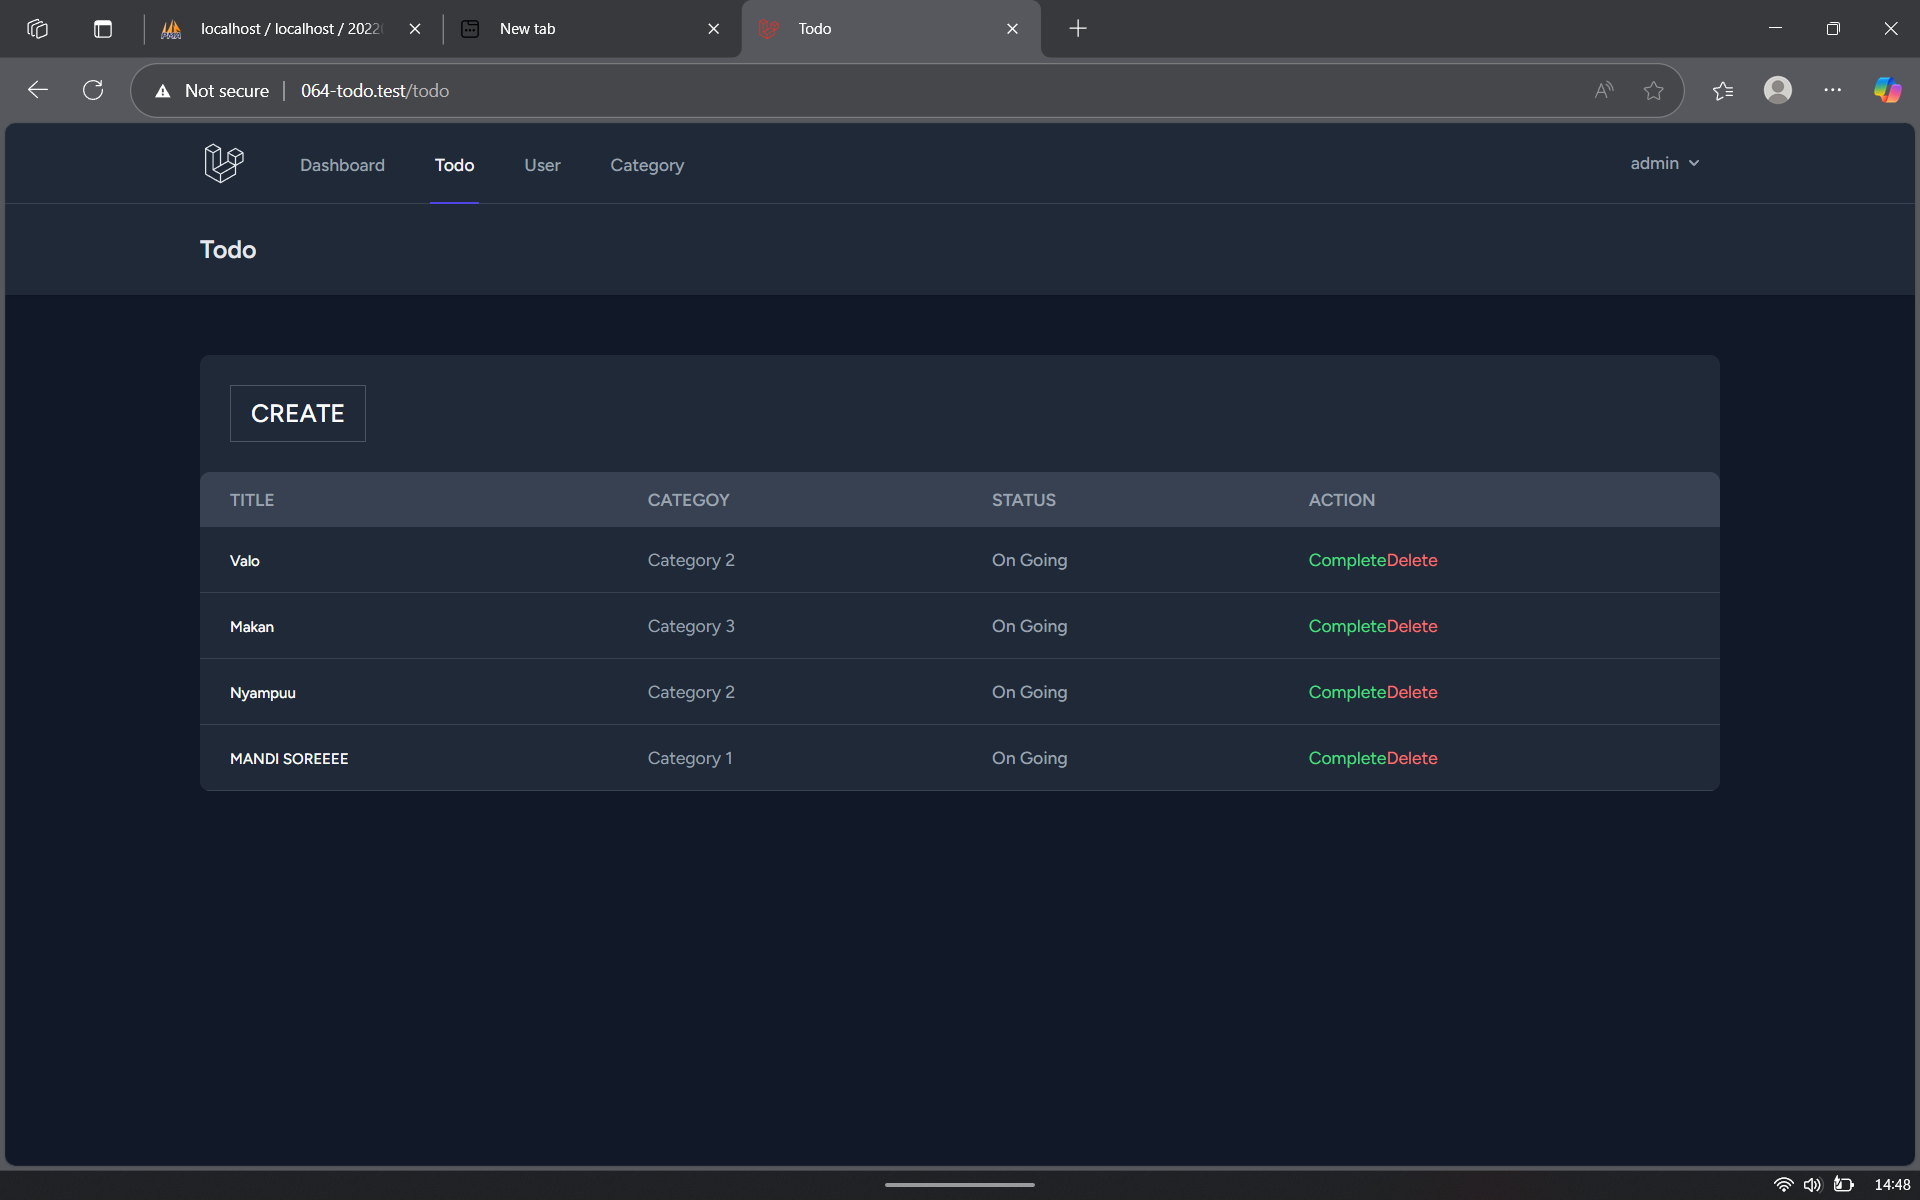 localhost / localhost / 2022
New tab
Todo
Not secure
064-todo.test/todo
Dashboard
Todo
User
Category
admin
Todo
CREATE
TITLE CATEGOY STATUS ACTION
Valo Category 2 On Going CompleteDelete
Makan Category 3 On Going CompleteDelete
Nyampuu Category 2 On Going CompleteDelete
MANDI SOREEEE Category 1 On Going CompleteDelete
14:48